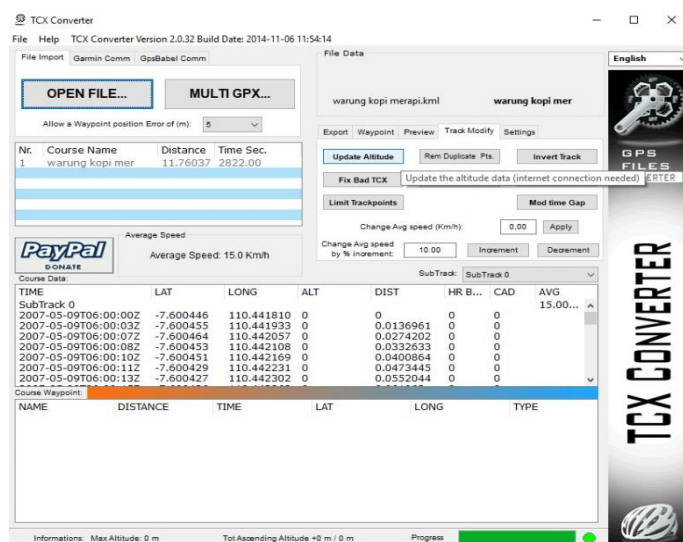 TCX Converter
File Help TCX Converter Version 2.0.32 Build Date: 2014-11-06 11:54:14
File Import Garmin Comm GpsBabel Comm
OPEN FILE... MULTI GPX...
Allow a Waypoint position Error of (m): 5
Nr. Course Name Distance Time Sec.
1 warung kopi mer 11.76037 2822.00
Average Speed
Average Speed: 15.0 Km/h
PayPal
DONATE
File Data
warung kopi merapi.kml warung kopi mer
Export Waypoint Preview Track Modify Settings
Update Altitude Rem Duplicate Pts. Invert Track
Fix Bad TCX
Update the altitude data (internet connection needed)
Limit Trackpoints Mod time Gap
Change Avg speed (Km/h): 0,00 Apply
Change Avg speed
by % increment: 10.00 Increment Decrement
SubTrack: SubTrack 0
English
GPS
FILES
ERTER
TCX CONVERTER
Course Data:
TIME LAT LONG ALT DIST HR B... CAD AVG
SubTrack 0 15.00...
2007-05-09T06:00:00Z -7.600446 110.441810 0 0 0 0
2007-05-09T06:00:03Z -7.600455 110.441933 0 0.0136961 0 0
2007-05-09T06:00:07Z -7.600464 110.442057 0 0.0274202 0 0
2007-05-09T06:00:08Z -7.600453 110.442108 0 0.0332633 0 0
2007-05-09T06:00:10Z -7.600451 110.442169 0 0.0400864 0 0
2007-05-09T06:00:11Z -7.600429 110.442231 0 0.0473445 0 0
2007-05-09T06:00:13Z -7.600427 110.442302 0 0.0552044 0 0
Course Waypoint:
NAME DISTANCE TIME LAT LONG TYPE
Informations: Max Altitude: 0 m Tot Ascending Altitude +0 m / 0 m Progress